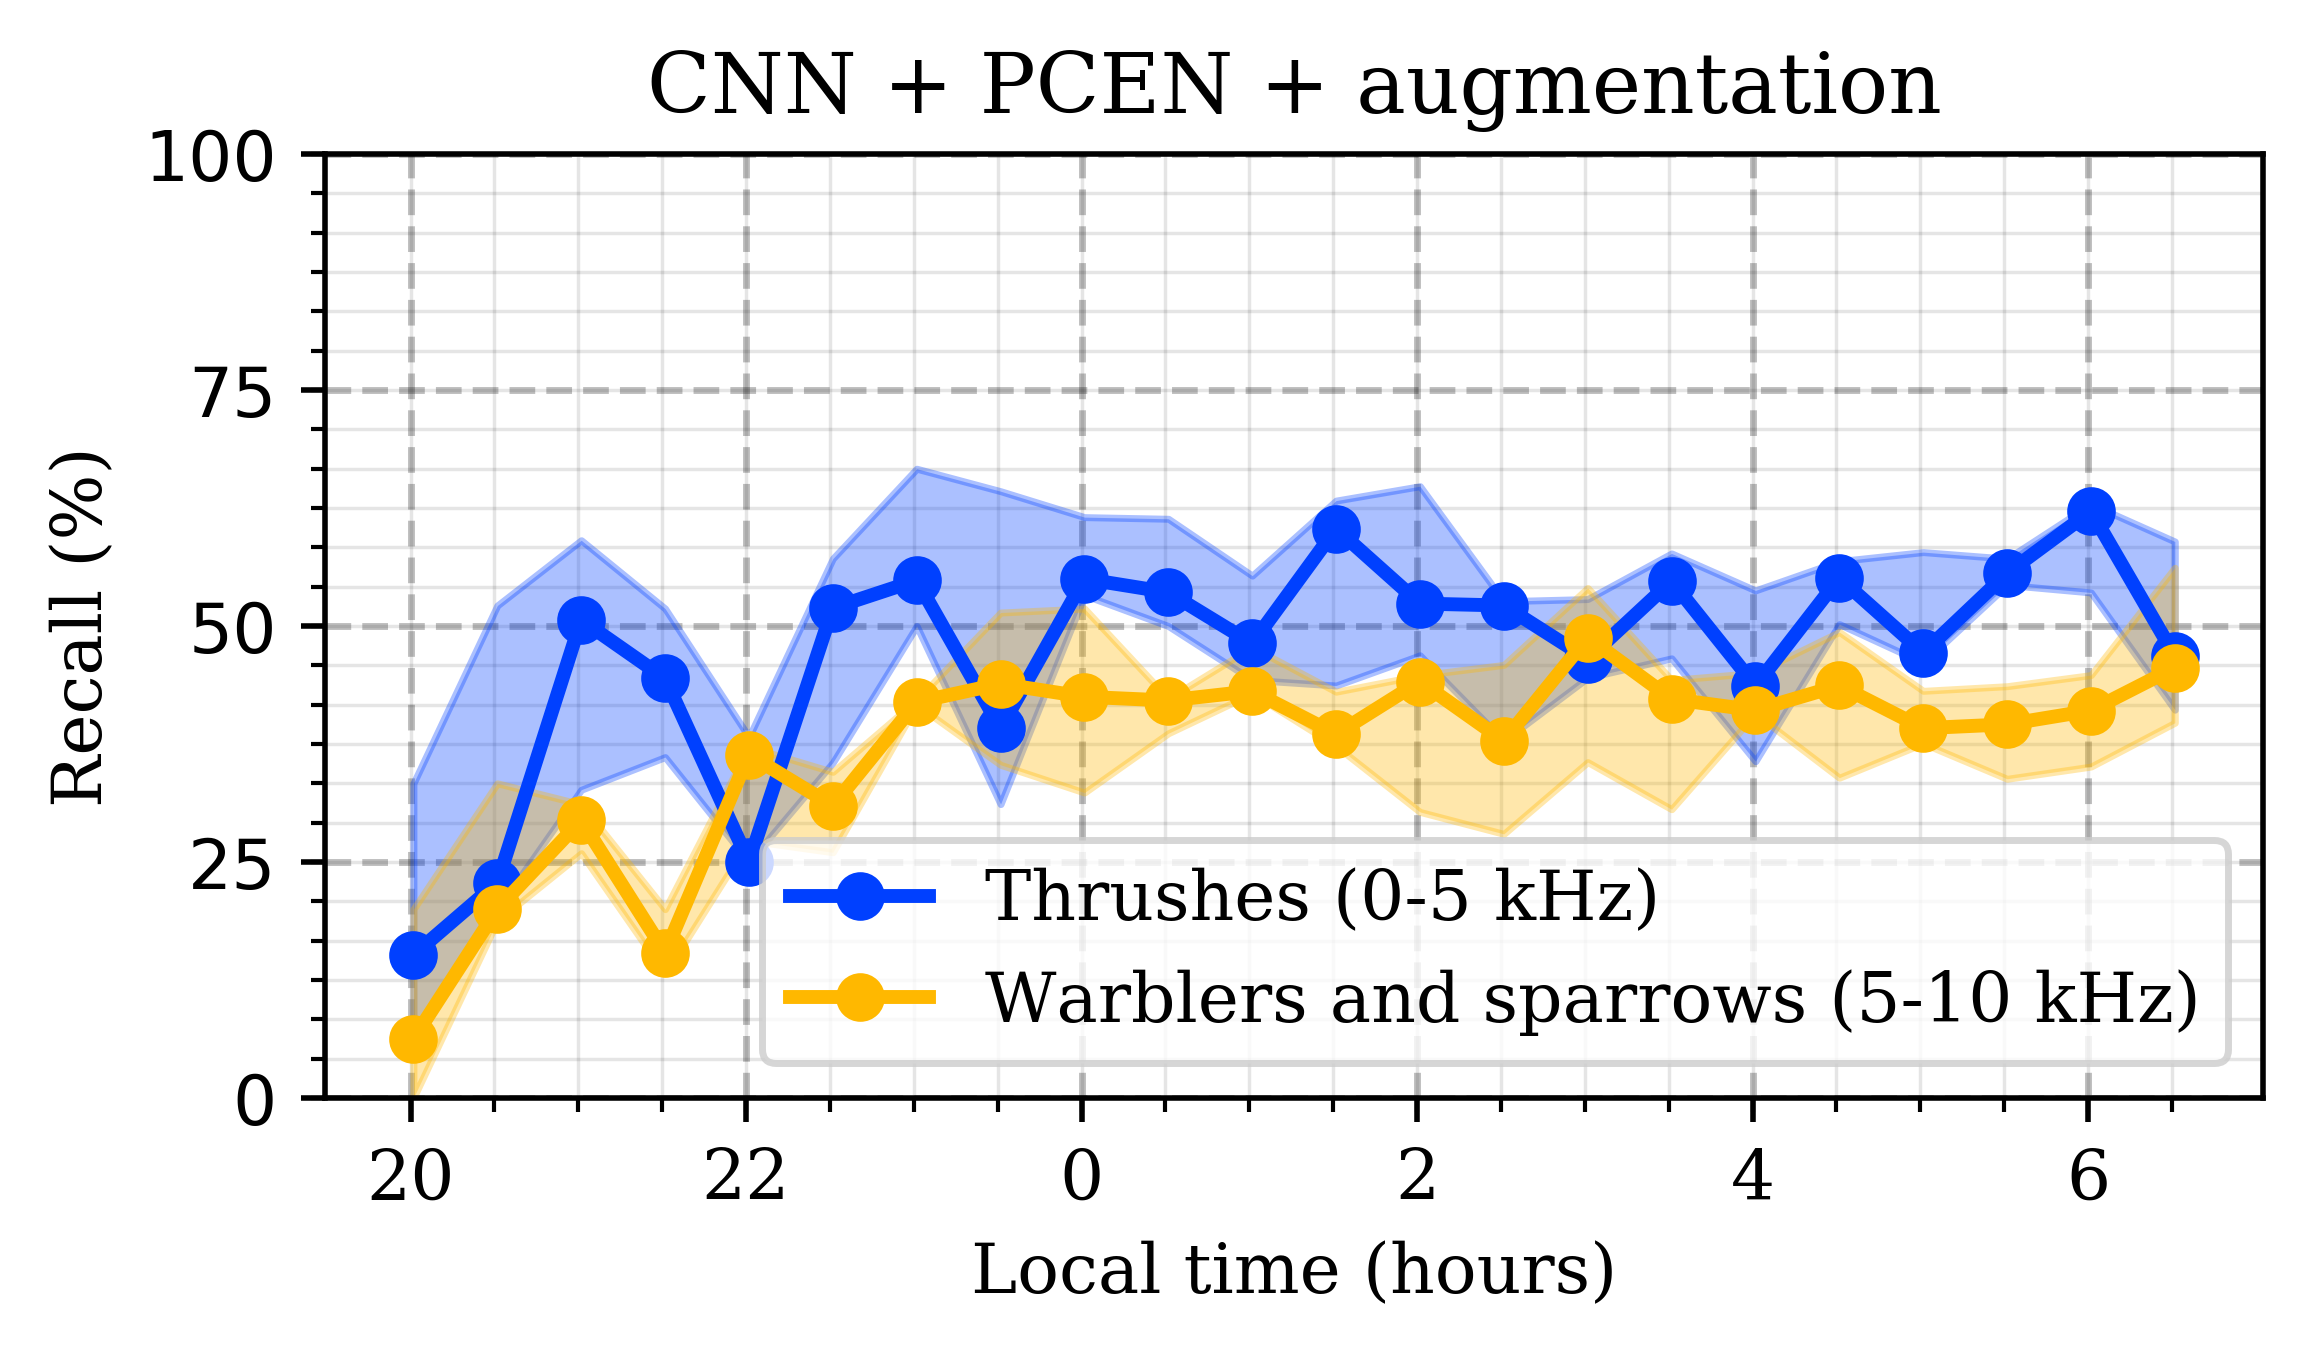 CNN + PCEN + augmentation
100
75
50
25
0
Recall (%)
Thrushes (0-5 kHz)
Warblers and sparrows (5-10 kHz)
20 22 0 2 4 6
Local time (hours)